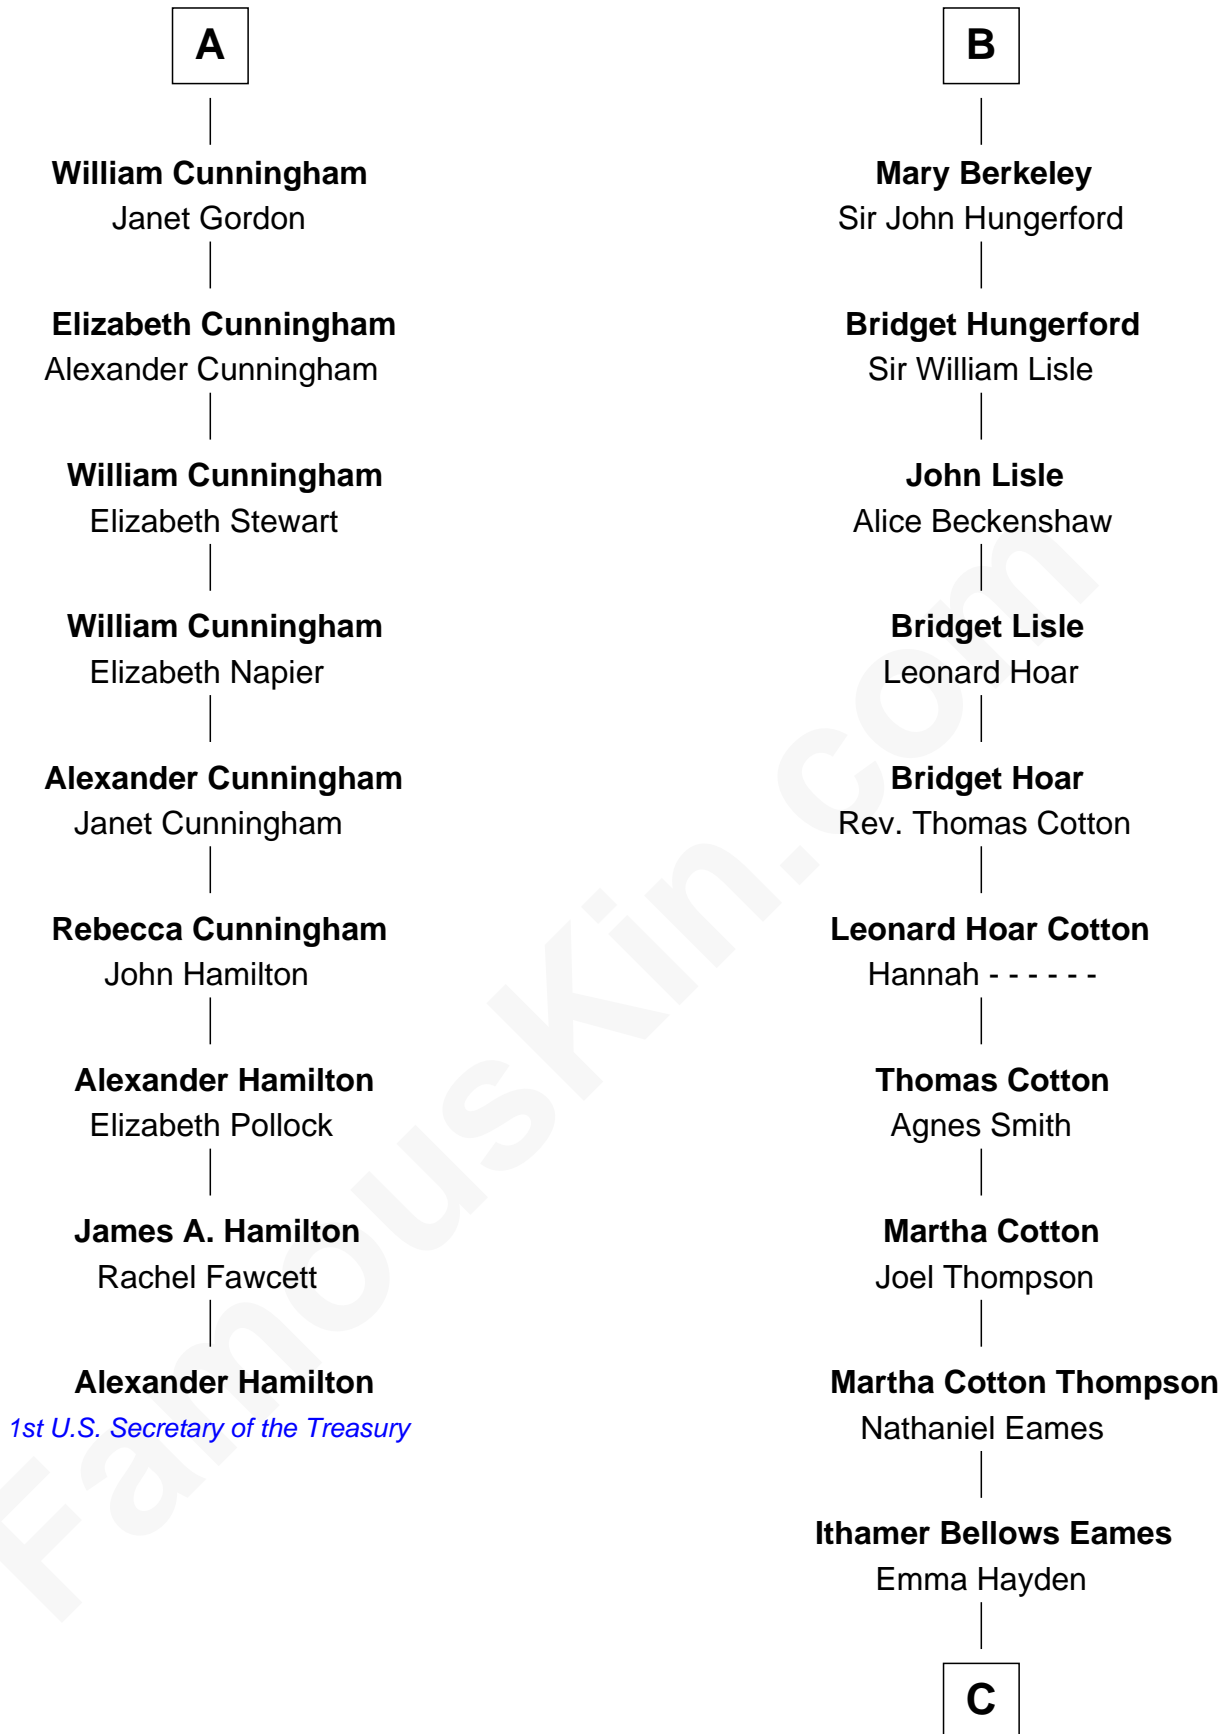 A
William Cunningham
Janet Gordon
Elizabeth Cunningham
Alexander Cunningham
William Cunningham
Elizabeth Stewart
William Cunningham
Elizabeth Napier
Alexander Cunningham
Janet Cunningham
Rebecca Cunningham
John Hamilton
Alexander Hamilton
Elizabeth Pollock
James A. Hamilton
Rachel Fawcett
Alexander Hamilton
1st U.S. Secretary of the Treasury
B
Mary Berkeley
Sir John Hungerford
Bridget Hungerford
Sir William Lisle
John Lisle
Alice Beckenshaw
Bridget Lisle
Leonard Hoar
Bridget Hoar
Rev. Thomas Cotton
Leonard Hoar Cotton
Hannah - - - - - -
Thomas Cotton
Agnes Smith
Martha Cotton
Joel Thompson
Martha Cotton Thompson
Nathaniel Eames
Ithamer Bellows Eames
Emma Hayden
C
FamousKin.com